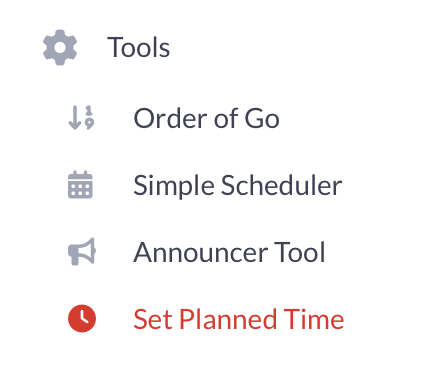 Tools
Order of Go
Simple Scheduler
Announcer Tool
Set Planned Time